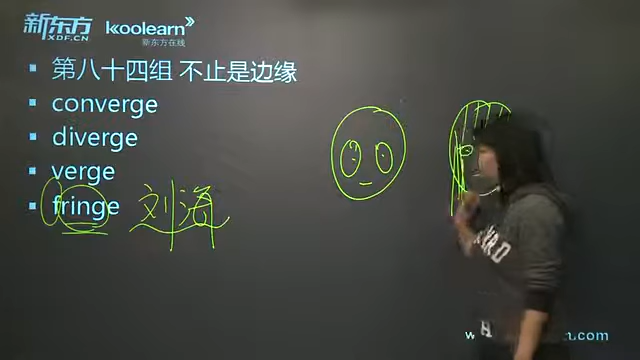 新东方 koolearn
XDF.CN 新东方在线
第八十四组 不止是边缘
converge
diverge
verge
fringe 刘海